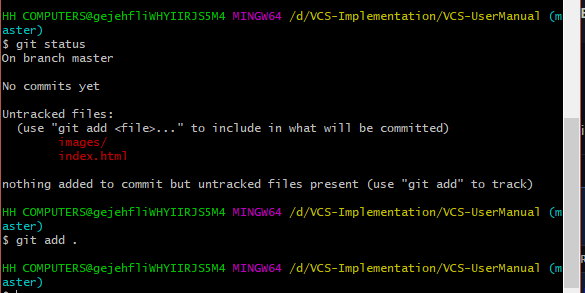 HH COMPUTERS@gejehfliWHYIIRJS5M4 MINGW64 /d/VCS-Implementation/VCS-UserManual (m
aster)
$ git status
On branch master
No commits yet
Untracked files:
(use "git add <file>..." to include in what will be committed)
images/
index.html
nothing added to commit but untracked files present (use "git add" to track)
HH COMPUTERS@gejehfliWHYIIRJS5M4 MINGW64 /d/VCS-Implementation/VCS-UserManual (m
aster)
$ git add .
HH COMPUTERS@gejehfliWHYIIRJS5M4 MINGW64 /d/VCS-Implementation/VCS-UserManual (m
aster)